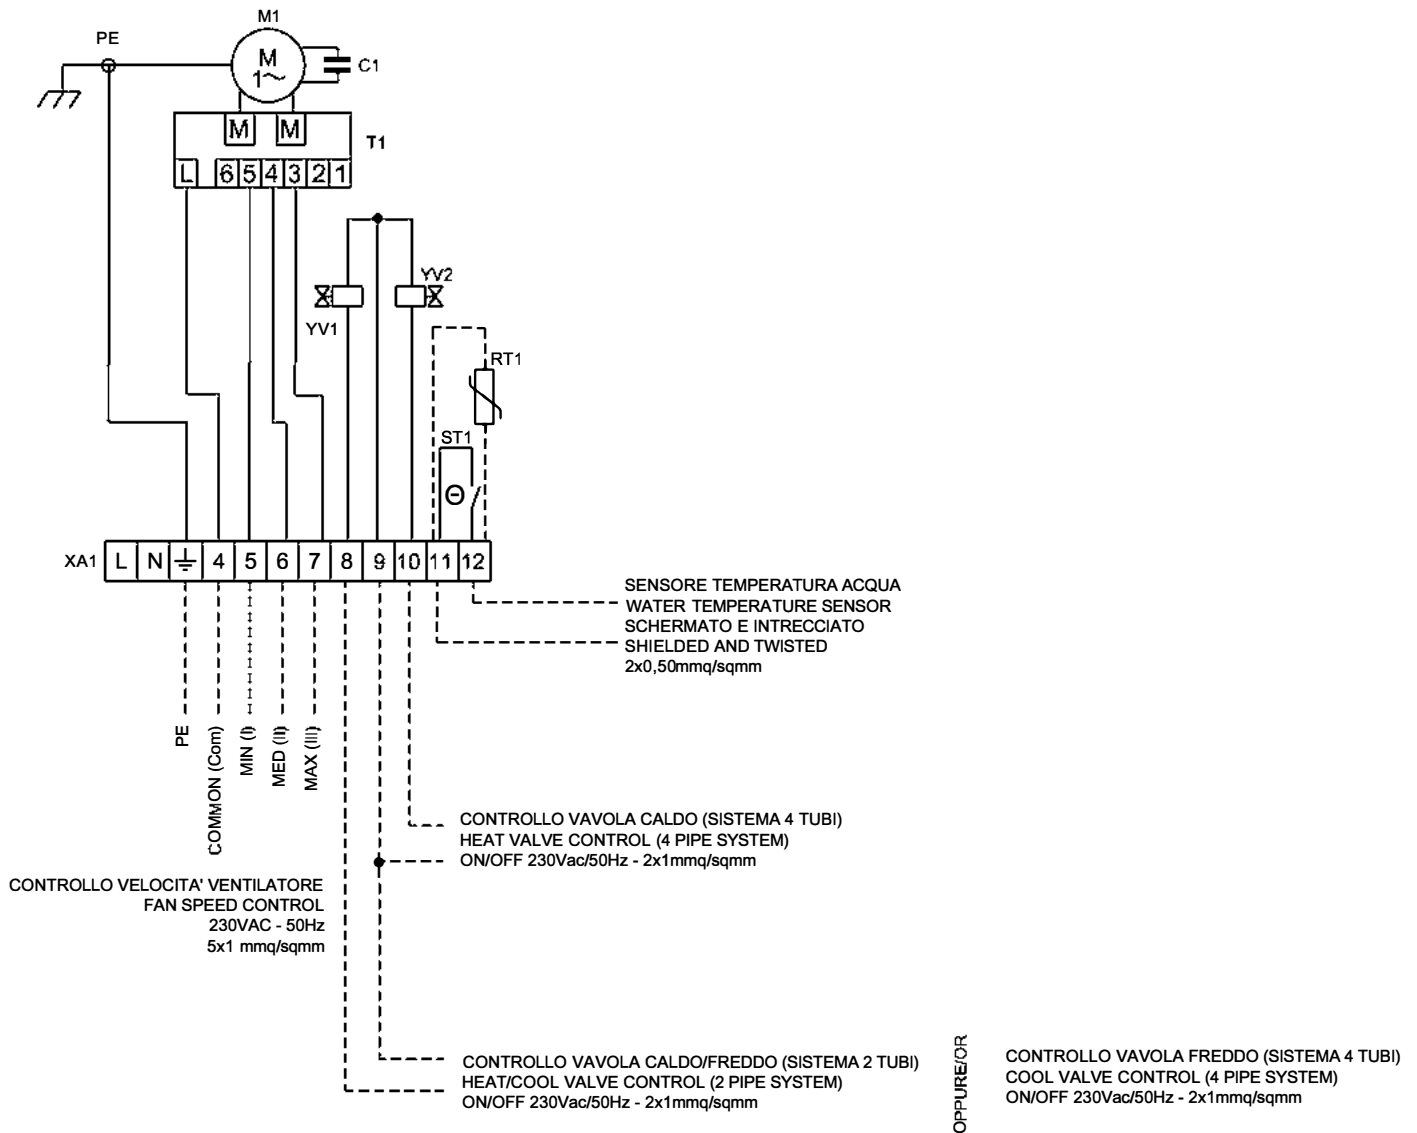 M1
PE
M
1~
C1
M M
T1
L 6 5 4 3 2 1
YV2
YV1
RT1
ST1
Θ
XA1 L N 4 5 6 7 8 9 10 11 12
SENSORE TEMPERATURA ACQUA
WATER TEMPERATURE SENSOR
SCHERMATO E INTRECCIATO
SHIELDED AND TWISTED
2x0,50mmq/sqmm
PE
COMMON (Com)
MIN (I)
MED (II)
MAX (III)
CONTROLLO VAVOLA CALDO (SISTEMA 4 TUBI)
HEAT VALVE CONTROL (4 PIPE SYSTEM)
ON/OFF 230Vac/50Hz - 2x1mmq/sqmm
CONTROLLO VELOCITA' VENTILATORE
FAN SPEED CONTROL
230VAC - 50Hz
5x1 mmq/sqmm
CONTROLLO VAVOLA CALDO/FREDDO (SISTEMA 2 TUBI)
HEAT/COOL VALVE CONTROL (2 PIPE SYSTEM)
ON/OFF 230Vac/50Hz - 2x1mmq/sqmm
OPPURE/OR
CONTROLLO VAVOLA FREDDO (SISTEMA 4 TUBI)
COOL VALVE CONTROL (4 PIPE SYSTEM)
ON/OFF 230Vac/50Hz - 2x1mmq/sqmm